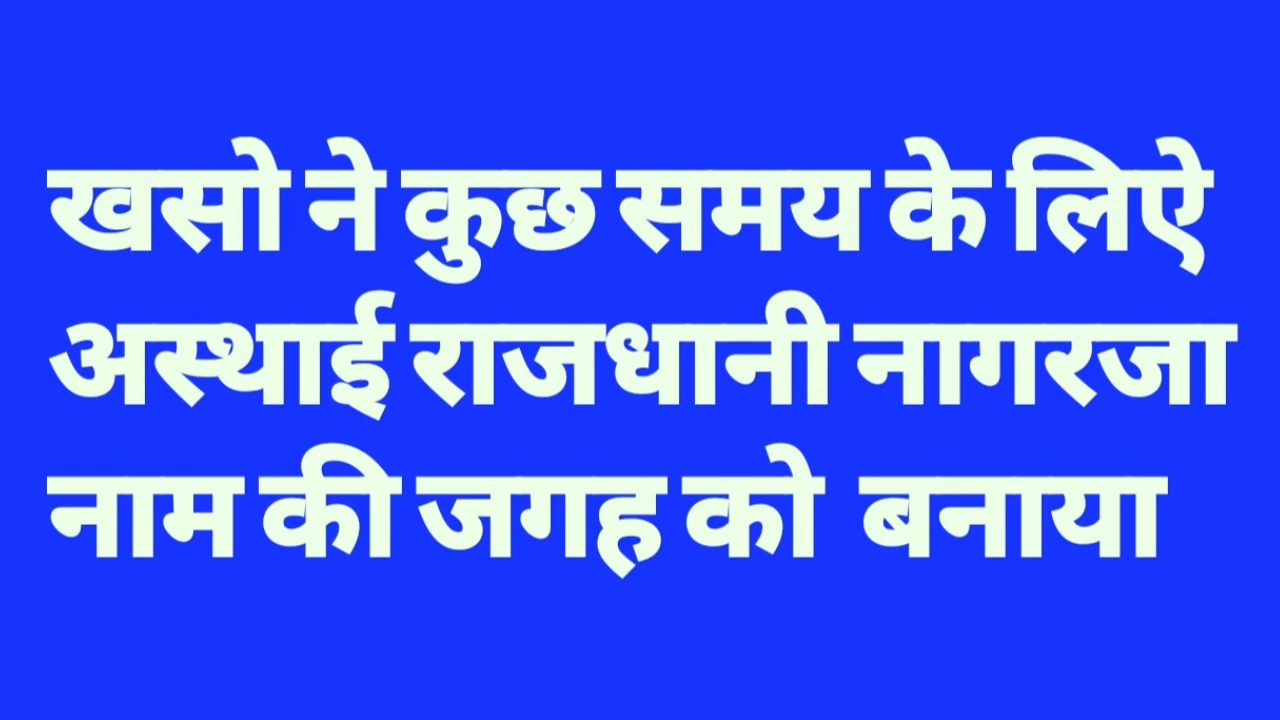 खसो ने कुछ समय के लिऐ
अस्थाई राजधानी नागरजा
नाम की जगह को बनाया